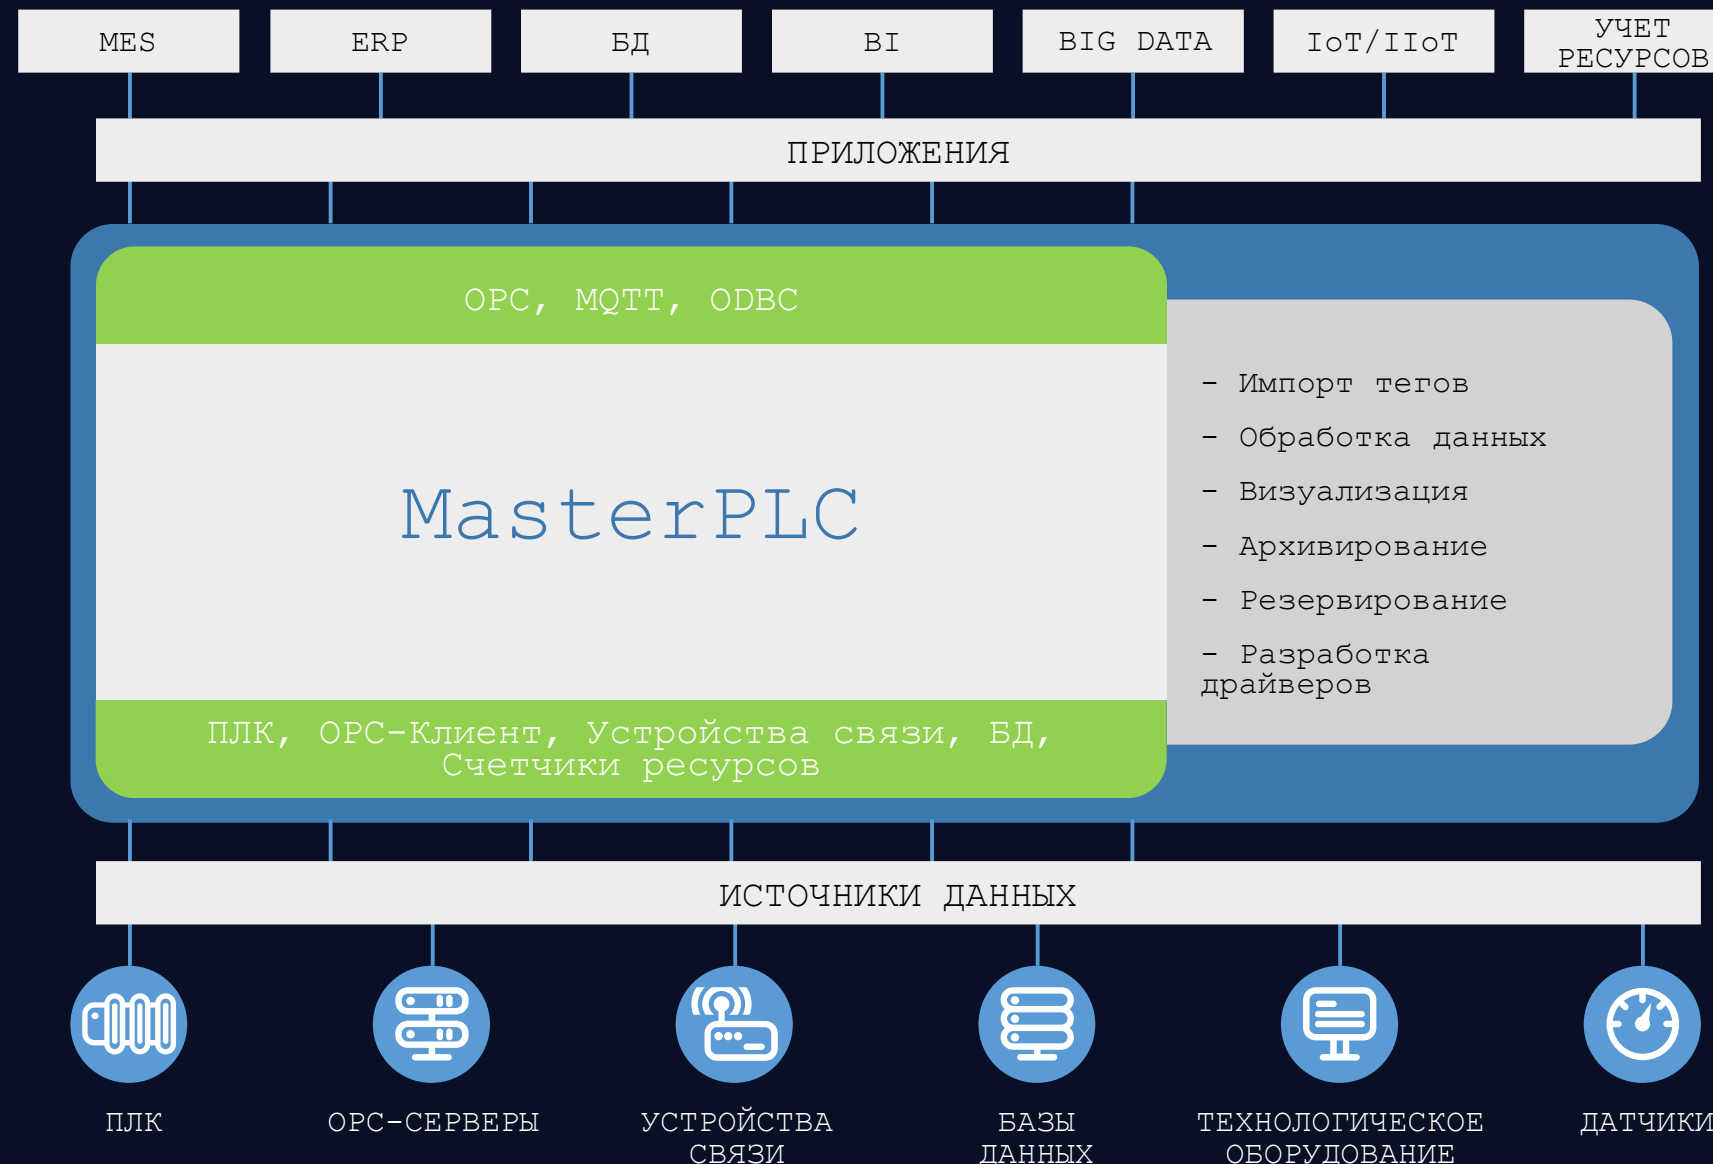 MES
ERP
БД
BI
BIG DATA
IoT/IIoT
УЧЕТ
РЕСУРСОВ
ПРИЛОЖЕНИЯ
OPC, MQTT, ODBC
MasterPLC
- Импорт тегов
- Обработка данных
- Визуализация
- Архивирование
- Резервирование
- Разработка
драйверов
ПЛК, OPC-Клиент, Устройства связи, БД,
Счетчики ресурсов
ИСТОЧНИКИ ДАННЫХ
ПЛК
OPC-СЕРВЕРЫ
УСТРОЙСТВА
СВЯЗИ
БАЗЫ
ДАННЫХ
ТЕХНОЛОГИЧЕСКОЕ
ОБОРУДОВАНИЕ
ДАТЧИКИ